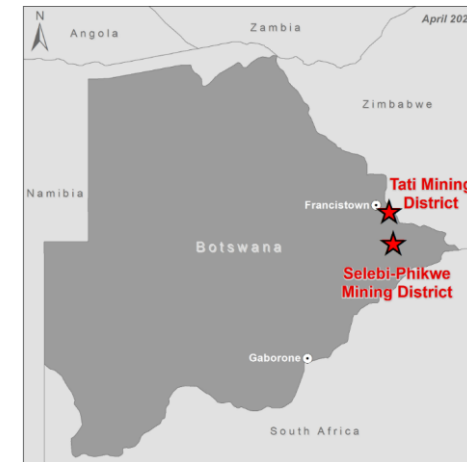 N
April 202
Angola
Zambia
Zimbabwe
Namibia
Tati Mining
District
Francistown
Botswana
Selebi-Phikwe
Mining District
Gaborone
South Africa